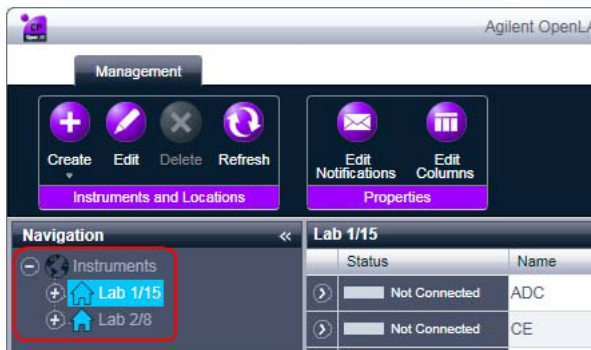 CP
Agilent OpenLA
Management
Create Edit Delete Refresh
Edit Notifications
Edit Columns
Instruments and Locations
Properties
Navigation «
Lab 1/15
Instruments
Status Name
Lab 1/15
Not Connected ADC
Lab 2/8
Not Connected CE